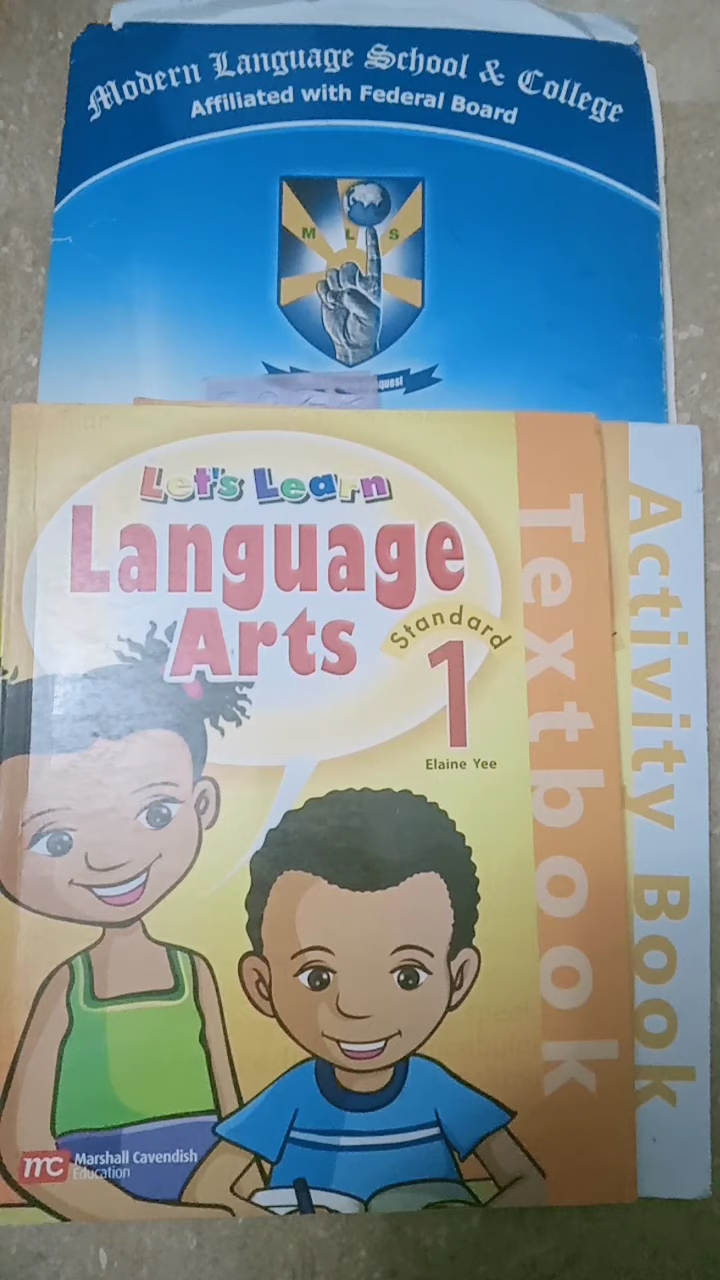 Modern Language School & College
Affiliated with Federal Board
M L S
quest
Let's Learn
Language
Arts
Standard
1
Elaine Yee
Textbook
Activity Book
mc Marshall Cavendish
Education